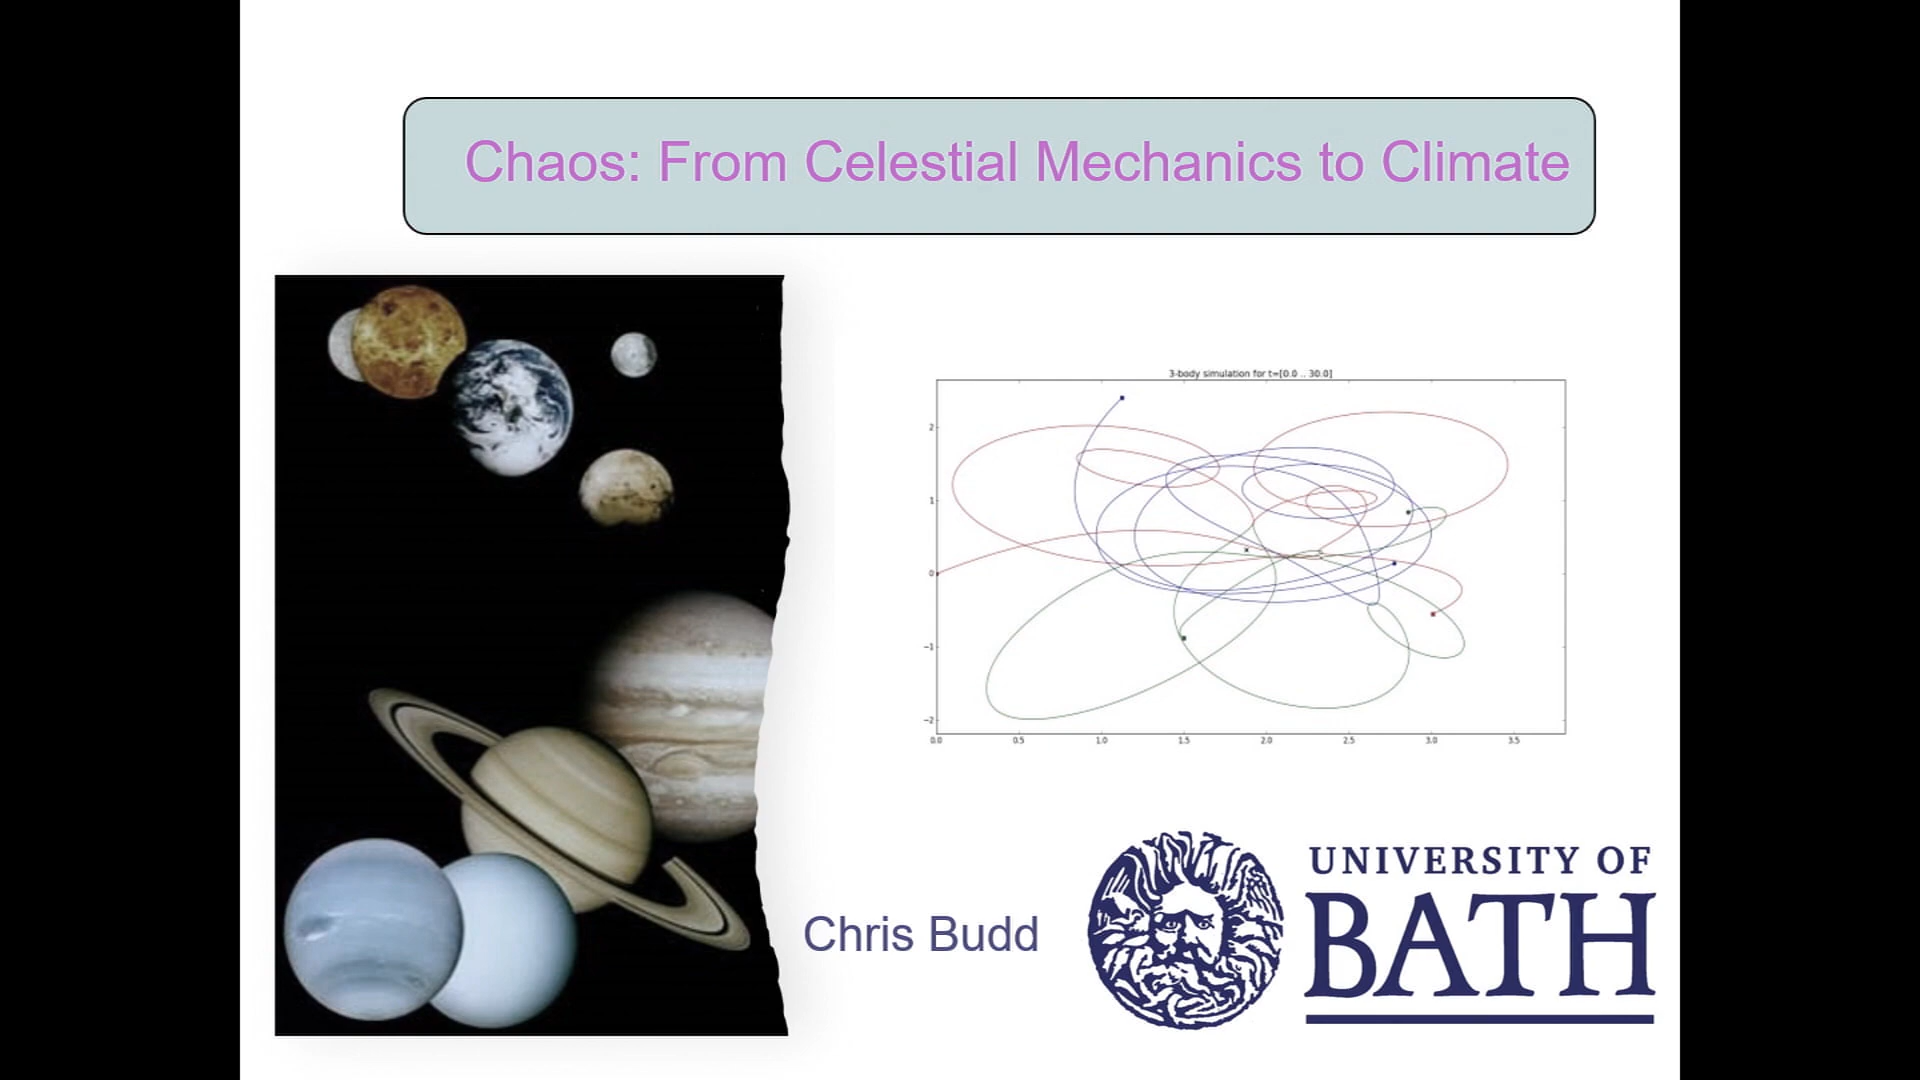 Chaos: From Celestial Mechanics to Climate
3-body simulation for t=[0.0 .. 30.0]
2
1
0
−1
−2
0.0 0.5 1.0 1.5 2.0 2.5 3.0 3.5
Chris Budd
UNIVERSITY OF
BATH